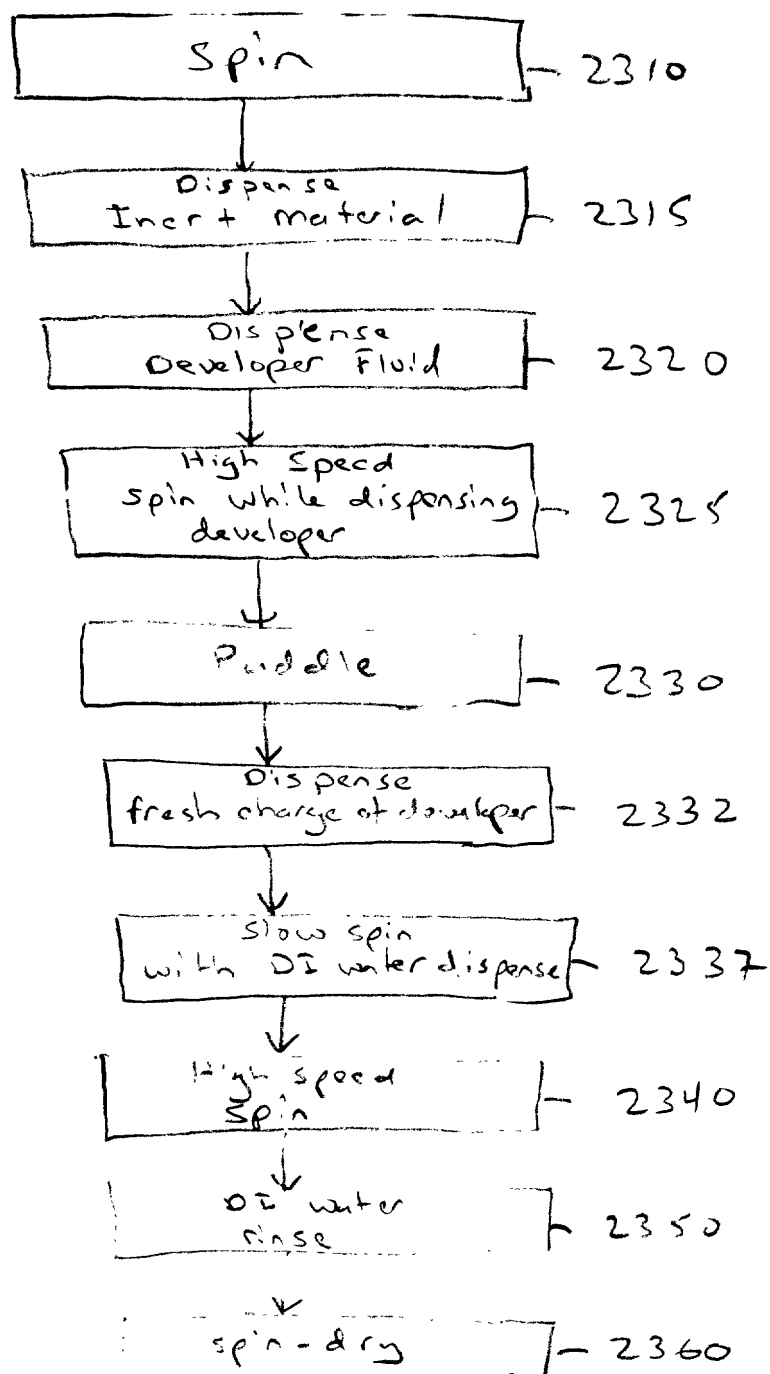 Spin
2310
Dispense
Inert material
2315
Dispense
Developer Fluid
2320
High Speed
spin while dispensing
developer
2325
Puddle
2330
Dispense
fresh charge of developer
2332
Slow spin
with DI water dispense
2337
High speed
Spin
2340
DI water
rinse
2350
spin-dry
2360